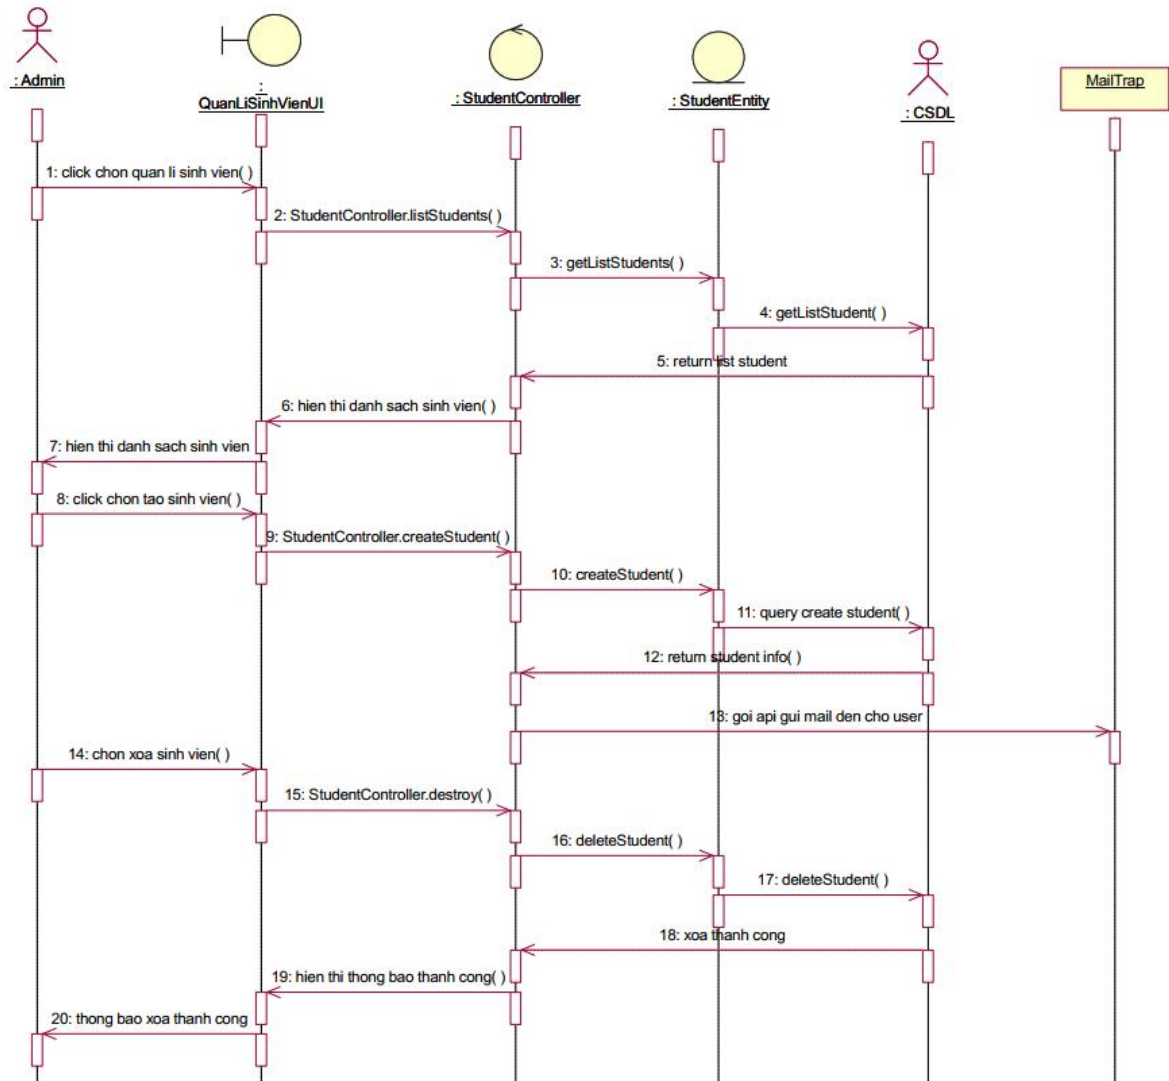 : Admin
:
QuanLiSinhVienUI
: StudentController
: StudentEntity
: CSDL
MailTrap
1: click chon quan li sinh vien( )
2: StudentController.listStudents( )
3: getListStudents( )
4: getListStudent( )
5: return list student
6: hien thi danh sach sinh vien( )
7: hien thi danh sach sinh vien
8: click chon tao sinh vien( )
9: StudentController.createStudent( )
10: createStudent( )
11: query create student( )
12: return student info( )
13: goi api gui mail den cho user
14: chon xoa sinh vien( )
15: StudentController.destroy( )
16: deleteStudent( )
17: deleteStudent( )
18: xoa thanh cong
19: hien thi thong bao thanh cong( )
20: thong bao xoa thanh cong